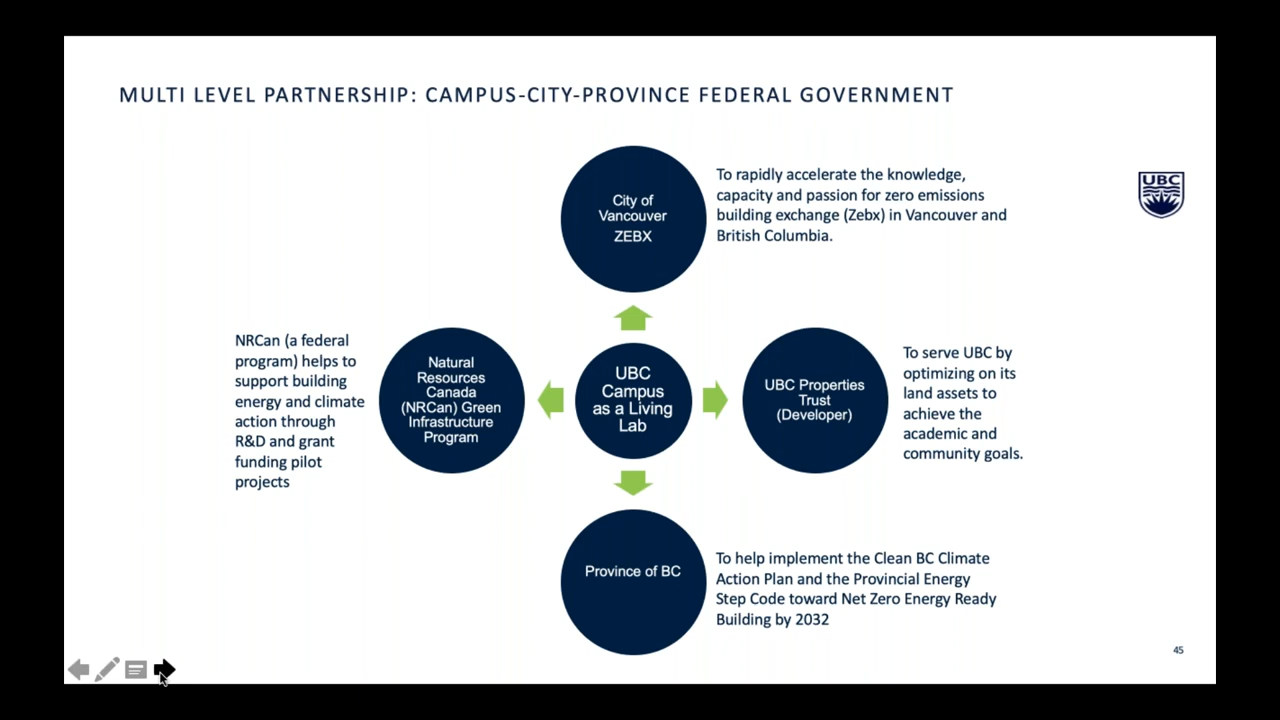 MULTI LEVEL PARTNERSHIP: CAMPUS-CITY-PROVINCE FEDERAL GOVERNMENT
City of
Vancouver
ZEBX
To rapidly accelerate the knowledge,
capacity and passion for zero emissions
building exchange (Zebx) in Vancouver and
British Columbia.
UBC
NRCan (a federal
program) helps to
support building
energy and climate
action through
R&D and grant
funding pilot
projects
Natural
Resources
Canada
(NRCan) Green
Infrastructure
Program
UBC
Campus
as a Living
Lab
UBC Properties
Trust
(Developer)
To serve UBC by
optimizing on its
land assets to
achieve the
academic and
community goals.
Province of BC
To help implement the Clean BC Climate
Action Plan and the Provincial Energy
Step Code toward Net Zero Energy Ready
Building by 2032
45